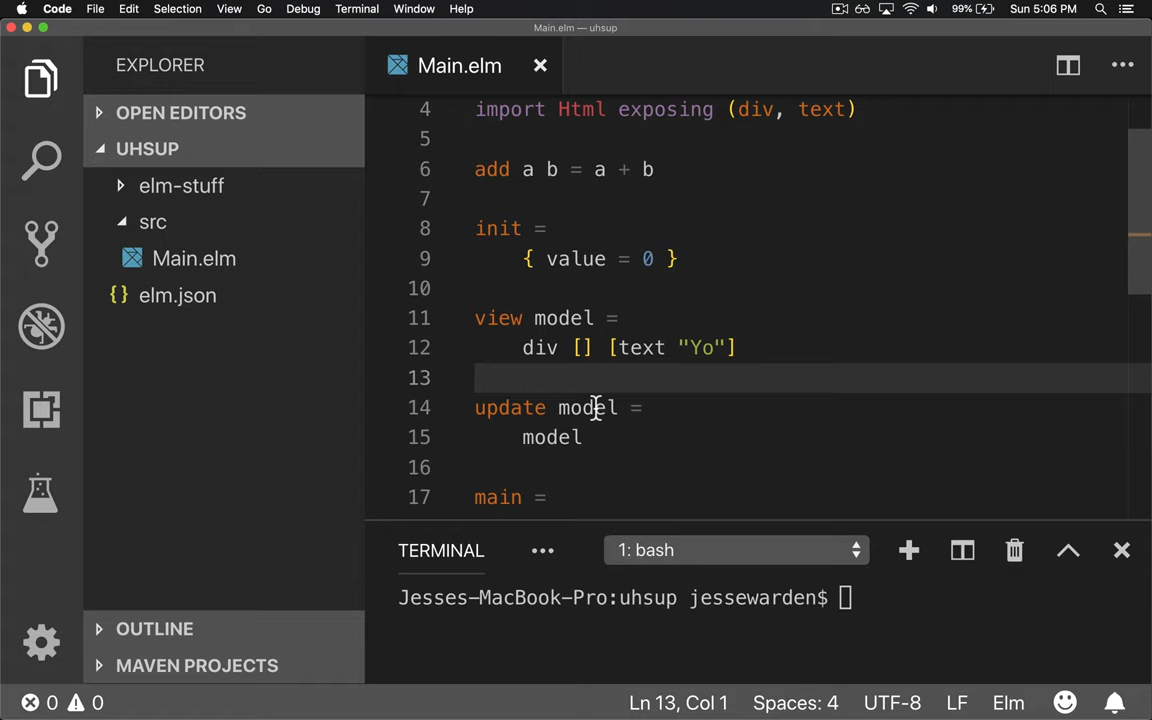 Code File Edit Selection View Go Debug Terminal Window Help 99% Sun 5:06 PM
Main.elm — uhsup
EXPLORER
OPEN EDITORS
UHSUP
elm-stuff
src
Main.elm
{} elm.json
OUTLINE
MAVEN PROJECTS
Main.elm
4 import Html exposing (div, text)
5
6 add a b = a + b
7
8 init =
9 { value = 0 }
10
11 view model =
12 div [] [text "Yo"]
13
14 update model =
15 model
16
17 main =
TERMINAL 1: bash
Jesses-MacBook-Pro:uhsup jessewarden$
0 0 Ln 13, Col 1 Spaces: 4 UTF-8 LF Elm